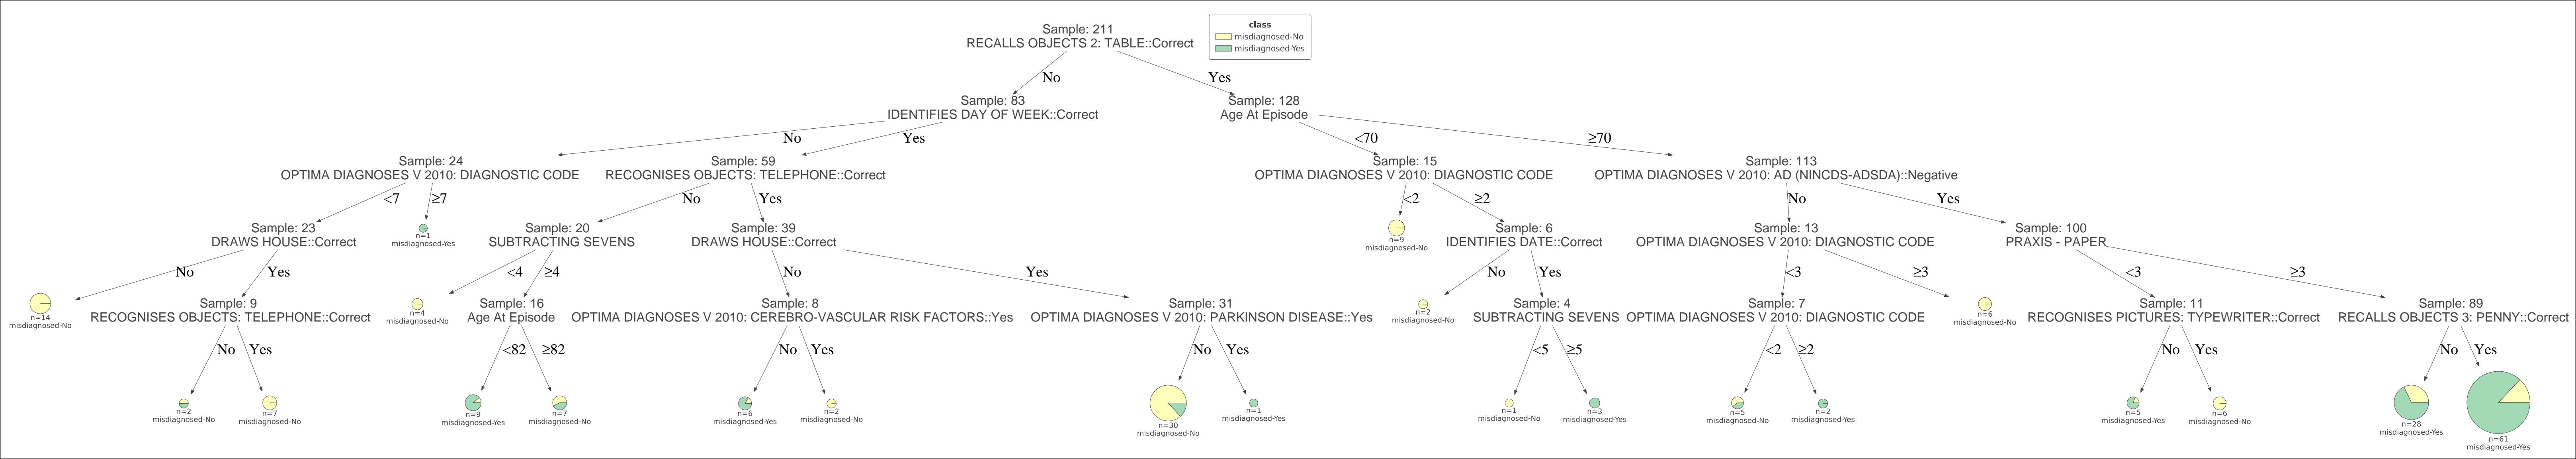 Sample: 211
RECALLS OBJECTS 2: TABLE::Correct
class
misdiagnosed-No
misdiagnosed-Yes
No
Yes
Sample: 83
IDENTIFIES DAY OF WEEK::Correct
Sample: 128
Age At Episode
No
Yes
<70
≥70
Sample: 24
OPTIMA DIAGNOSES V 2010: DIAGNOSTIC CODE
Sample: 59
RECOGNISES OBJECTS: TELEPHONE::Correct
Sample: 15
OPTIMA DIAGNOSES V 2010: DIAGNOSTIC CODE
Sample: 113
OPTIMA DIAGNOSES V 2010: AD (NINCDS-ADSDA)::Negative
<7
≥7
No
Yes
<2
≥2
No
Yes
Sample: 23
DRAWS HOUSE::Correct
n=1
misdiagnosed-Yes
Sample: 20
SUBTRACTING SEVENS
Sample: 39
DRAWS HOUSE::Correct
n=9
misdiagnosed-No
Sample: 6
IDENTIFIES DATE::Correct
Sample: 13
OPTIMA DIAGNOSES V 2010: DIAGNOSTIC CODE
Sample: 100
PRAXIS - PAPER
No
Yes
<4
≥4
No
Yes
No
Yes
<3
≥3
<3
≥3
n=14
misdiagnosed-No
Sample: 9
RECOGNISES OBJECTS: TELEPHONE::Correct
n=4
misdiagnosed-No
Sample: 16
Age At Episode
Sample: 8
OPTIMA DIAGNOSES V 2010: CEREBRO-VASCULAR RISK FACTORS::Yes
Sample: 31
OPTIMA DIAGNOSES V 2010: PARKINSON DISEASE::Yes
n=2
misdiagnosed-No
Sample: 4
SUBTRACTING SEVENS
Sample: 7
OPTIMA DIAGNOSES V 2010: DIAGNOSTIC CODE
n=6
misdiagnosed-No
Sample: 11
RECOGNISES PICTURES: TYPEWRITER::Correct
Sample: 89
RECALLS OBJECTS 3: PENNY::Correct
No
Yes
<82
≥82
No
Yes
No
Yes
<5
≥5
<2
≥2
No
Yes
No
Yes
n=2
misdiagnosed-No
n=7
misdiagnosed-No
n=9
misdiagnosed-Yes
n=7
misdiagnosed-No
n=6
misdiagnosed-Yes
n=2
misdiagnosed-No
n=30
misdiagnosed-No
n=1
misdiagnosed-Yes
n=1
misdiagnosed-No
n=3
misdiagnosed-Yes
n=5
misdiagnosed-No
n=2
misdiagnosed-Yes
n=5
misdiagnosed-Yes
n=6
misdiagnosed-No
n=28
misdiagnosed-Yes
n=61
misdiagnosed-Yes